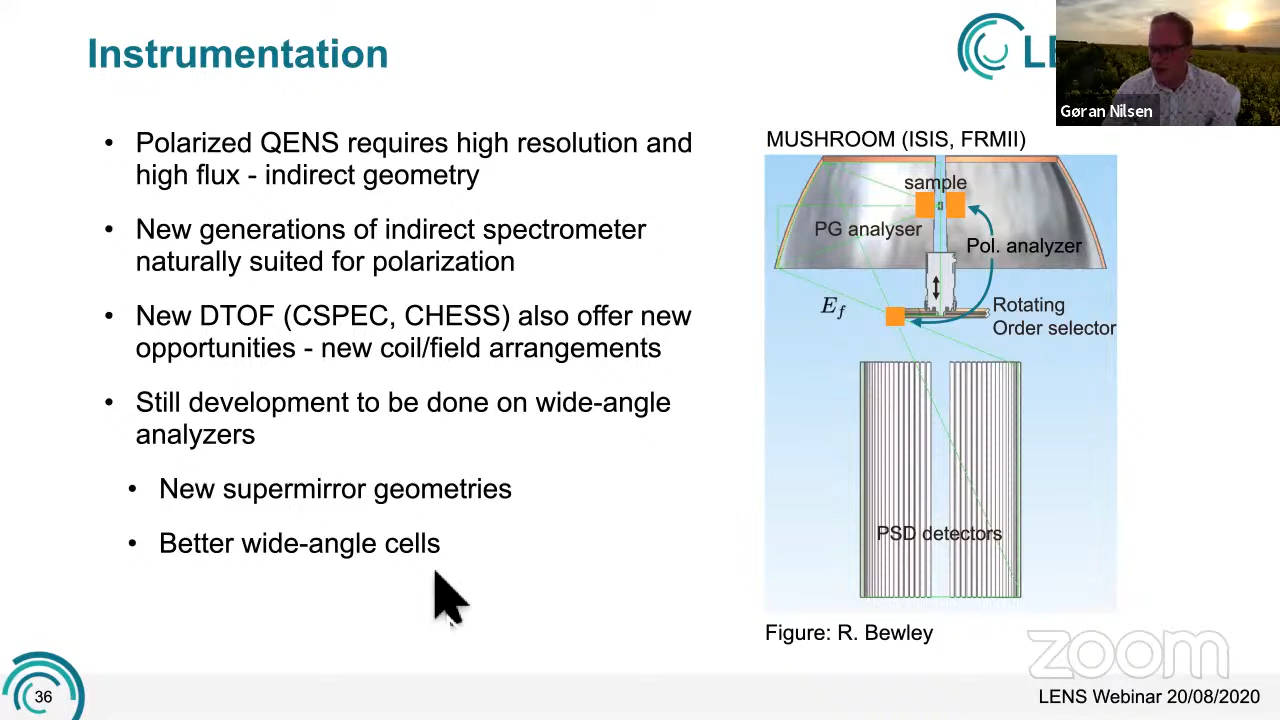 Instrumentation
LE
Gøran Nilsen
• Polarized QENS requires high resolution and
high flux - indirect geometry
• New generations of indirect spectrometer
naturally suited for polarization
• New DTOF (CSPEC, CHESS) also offer new
opportunities - new coil/field arrangements
• Still development to be done on wide-angle
analyzers
• New supermirror geometries
• Better wide-angle cells
MUSHROOM (ISIS, FRMII)
sample
PG analyser
Pol. analyzer
E_f
Rotating
Order selector
PSD detectors
Figure: R. Bewley
zoom
36
LENS Webinar 20/08/2020